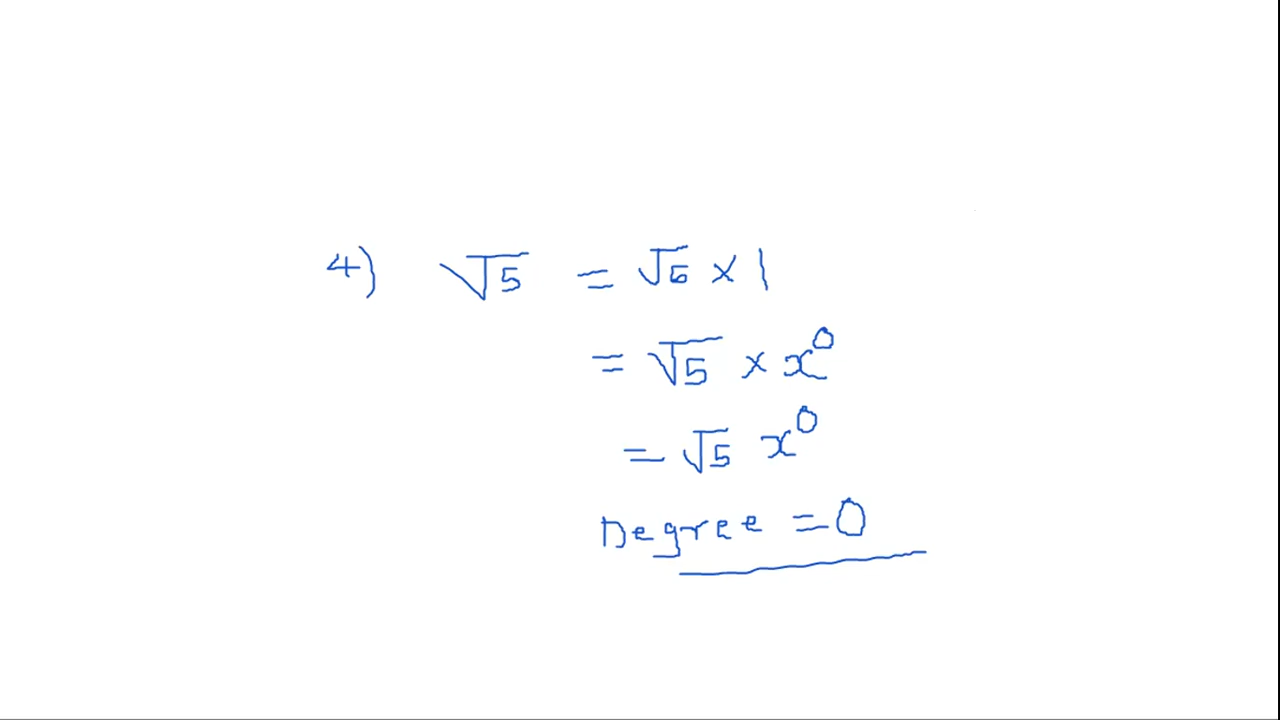 4) √5 = √5 × 1
= √5 × x⁰
= √5 x⁰
Degree = 0